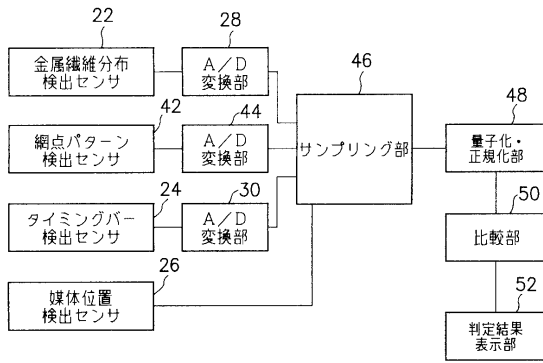 22
金属繊維分布
検出センサ
28
A/D
変換部
42
網点パターン
検出センサ
44
A/D
変換部
24
タイミングバー
検出センサ
30
A/D
変換部
26
媒体位置
検出センサ
46
サンプリング部
48
量子化・
正規化部
50
比較部
52
判定結果
表示部